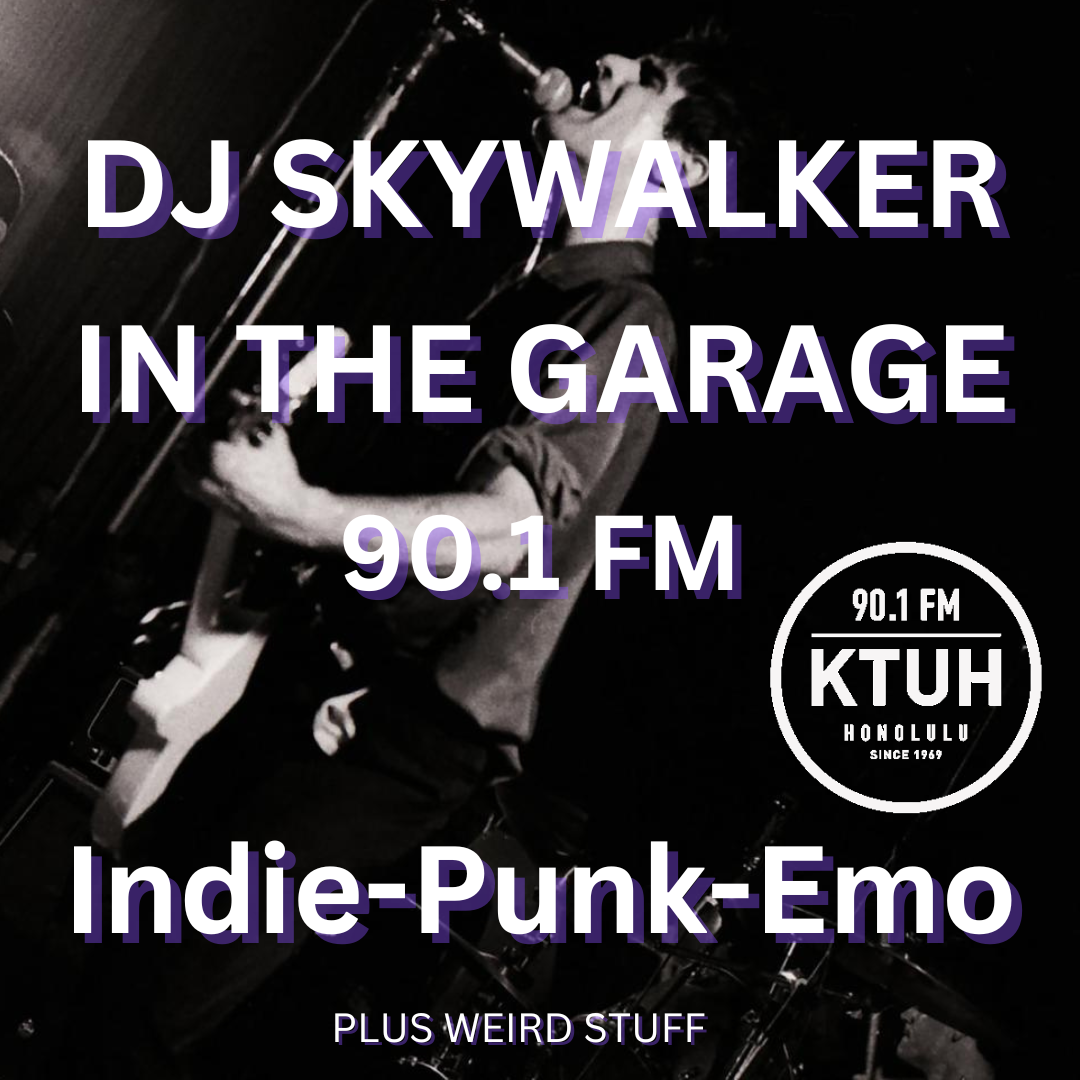 DJ SKYWALKER
IN THE GARAGE
90.1 FM
90.1 FM
KTUH
HONOLULU
SINCE 1969
Indie-Punk-Emo
PLUS WEIRD STUFF